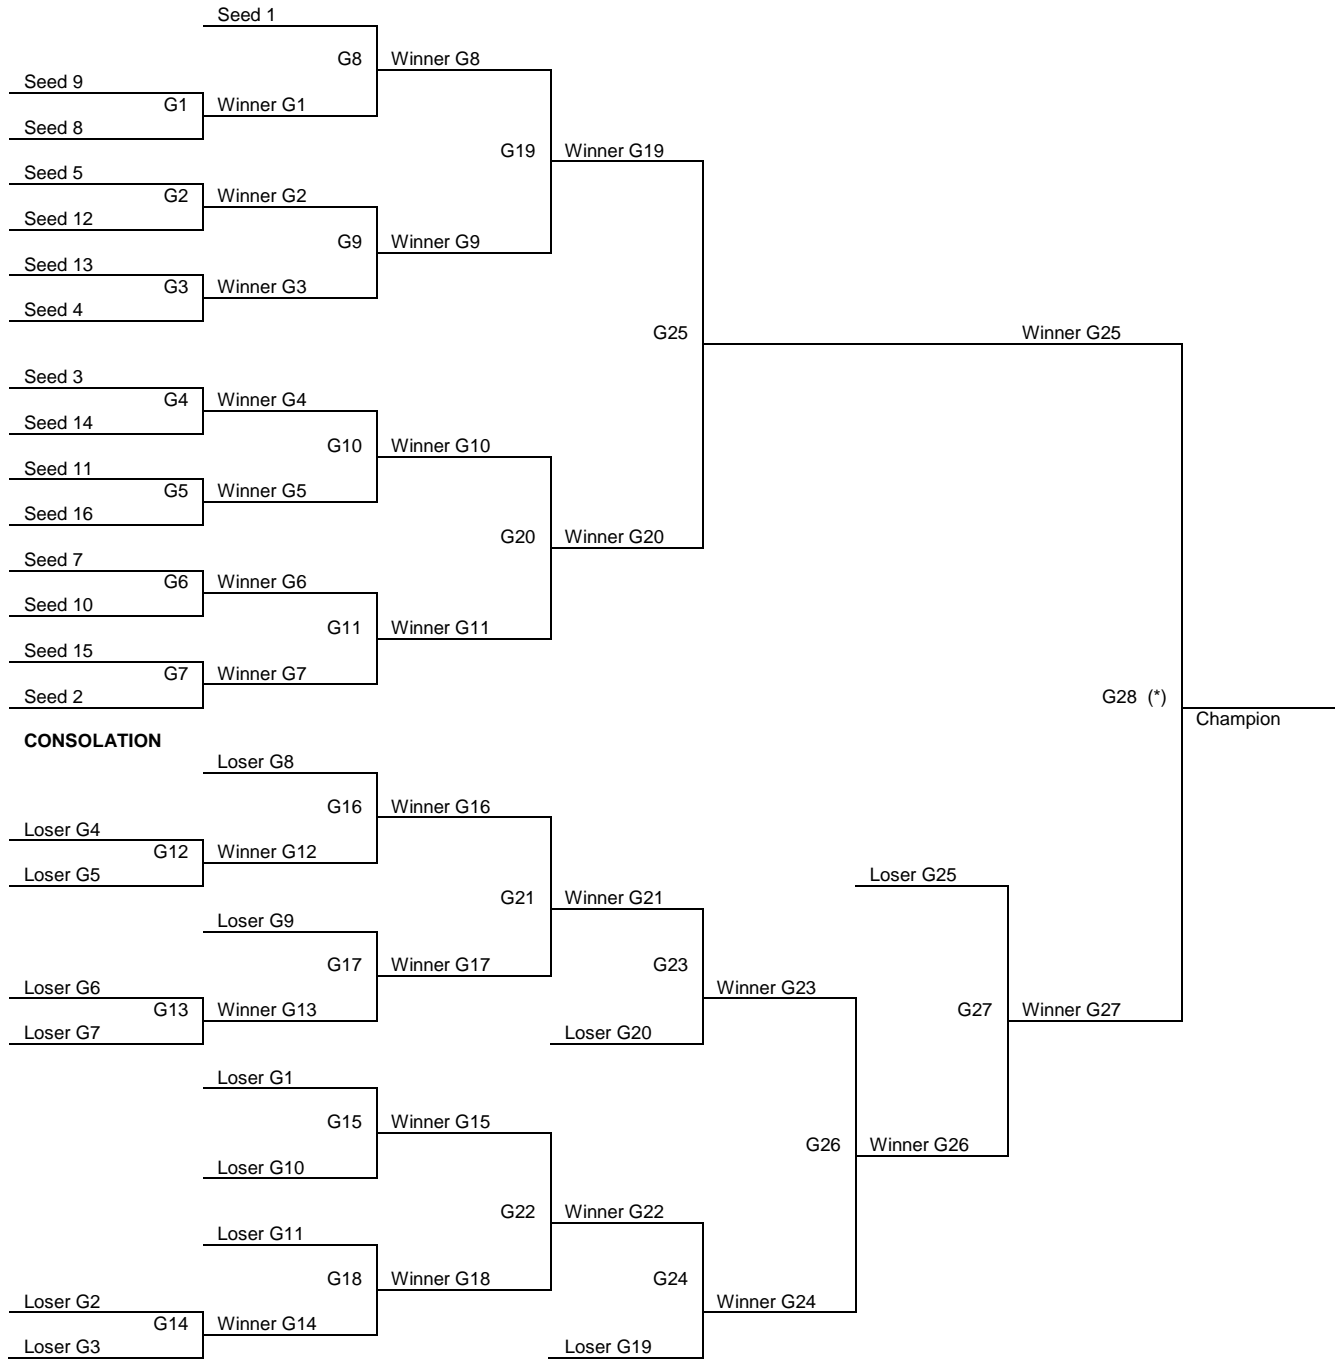 Seed 1
G8 Winner G8
Seed 9
G1 Winner G1
Seed 8
G19 Winner G19
Seed 5
G2 Winner G2
Seed 12
G9 Winner G9
Seed 13
G3 Winner G3
Seed 4
G25 Winner G25
Seed 3
G4 Winner G4
Seed 14
G10 Winner G10
Seed 11
G5 Winner G5
Seed 16
G20 Winner G20
Seed 7
G6 Winner G6
Seed 10
G11 Winner G11
Seed 15
G7 Winner G7
Seed 2
G28 (*)
Champion
CONSOLATION
Loser G8
G16 Winner G16
Loser G4
G12 Winner G12
Loser G5
Loser G25
G21 Winner G21
Loser G9
G17 Winner G17
G23
Loser G6
Winner G23
G13 Winner G13
G27 Winner G27
Loser G7
Loser G20
Loser G1
G15 Winner G15
G26 Winner G26
Loser G10
G22 Winner G22
Loser G11
G18 Winner G18
G24
Loser G2
Winner G24
G14 Winner G14
Loser G3
Loser G19